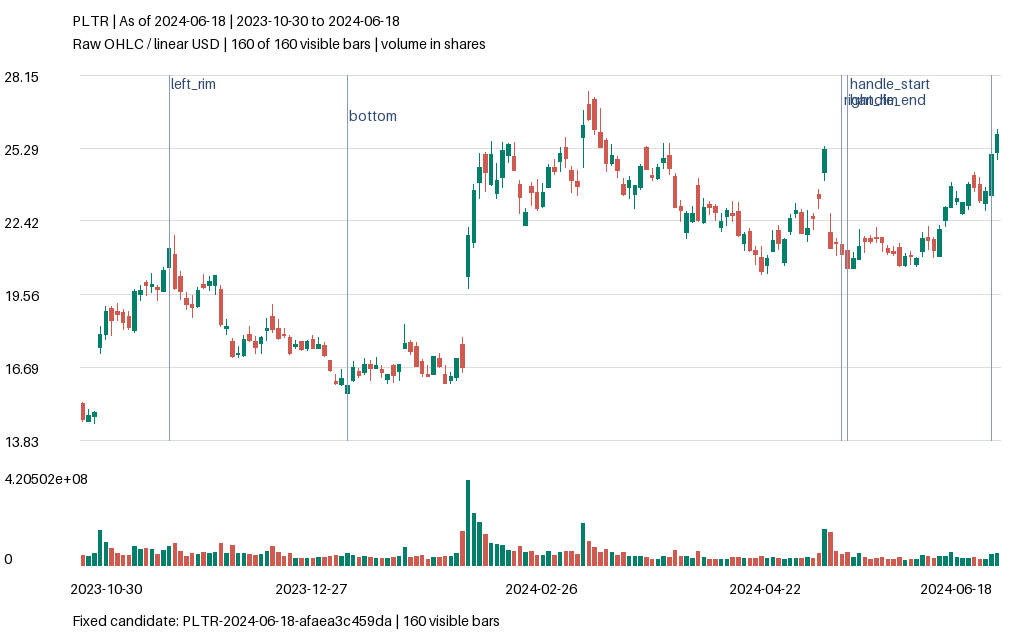 PLTR | As of 2024-06-18 | 2023-10-30 to 2024-06-18
Raw OHLC / linear USD | 160 of 160 visible bars | volume in shares
28.15
left_rim
handle_start
handle_end
bottom
25.29
22.42
19.56
16.69
13.83
4.20502e+08
0
2023-10-30
2023-12-27
2024-02-26
2024-04-22
2024-06-18
Fixed candidate: PLTR-2024-06-18-afaea3c459da | 160 visible bars